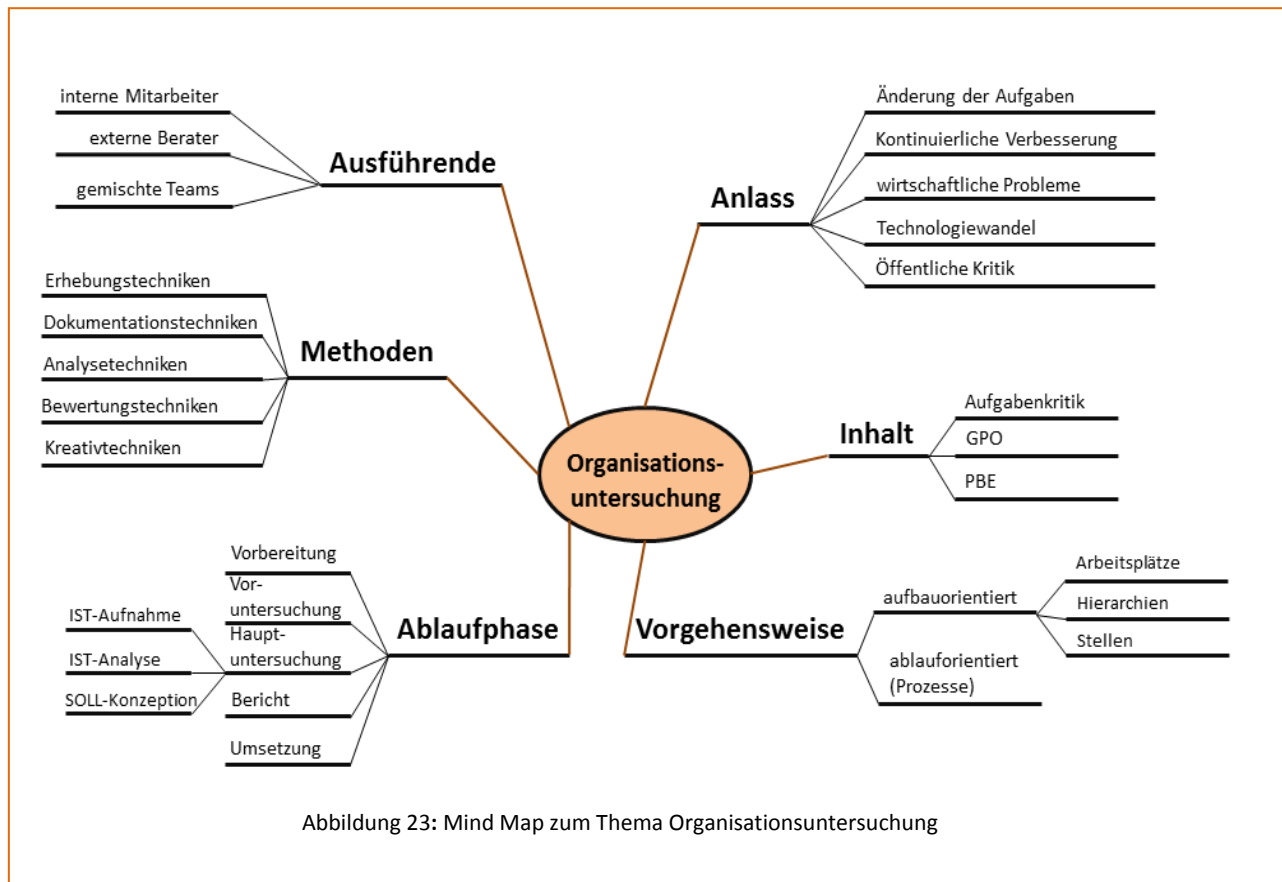 interne Mitarbeiter
externe Berater
gemischte Teams
Ausführende
Änderung der Aufgaben
Kontinuierliche Verbesserung
wirtschaftliche Probleme
Technologiewandel
Öffentliche Kritik
Anlass
Erhebungstechniken
Dokumentationstechniken
Analysetechniken
Bewertungstechniken
Kreativtechniken
Methoden
Organisations-
untersuchung
Inhalt
Aufgabenkritik
GPO
PBE
Vorbereitung
Vor-
untersuchung
Haupt-
untersuchung
Bericht
Umsetzung
IST-Aufnahme
IST-Analyse
SOLL-Konzeption
Ablaufphase
Vorgehensweise
aufbauorientiert
ablauforientiert
(Prozesse)
Arbeitsplätze
Hierarchien
Stellen
Abbildung 23: Mind Map zum Thema Organisationsuntersuchung